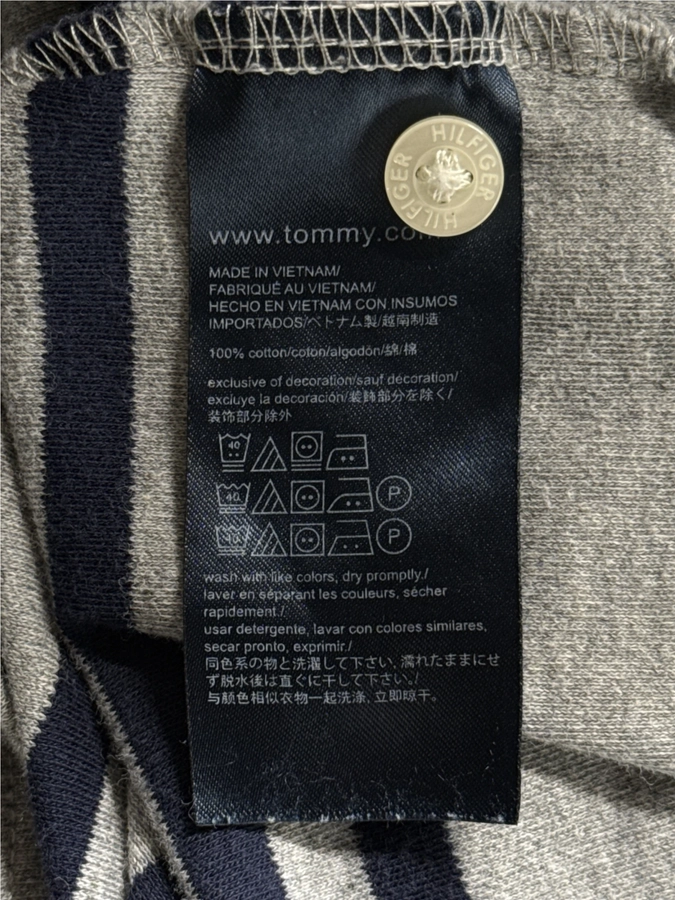 HILFIGER
HILFIGER
www.tommy.co
MADE IN VIETNAM/
FABRIQUÉ AU VIETNAM/
HECHO EN VIETNAM CON INSUMOS
IMPORTADOS/ベトナム製/越南制造
100% cotton/coton/algodón/綿/棉
exclusive of decoration/sauf décoration/
excluye la decoración/装飾部分を除く/
装饰部分除外
40
40 P
40 P
wash with like colors, dry promptly./
laver en séparant les couleurs, sécher
rapidement./
usar detergente, lavar con colores similares,
secar pronto, exprimir./
同色系の物と洗濯して下さい, 濡れたままにせ
ず脱水後は直ぐに干して下さい。/
与颜色相似衣物一起洗涤, 立即晾干。